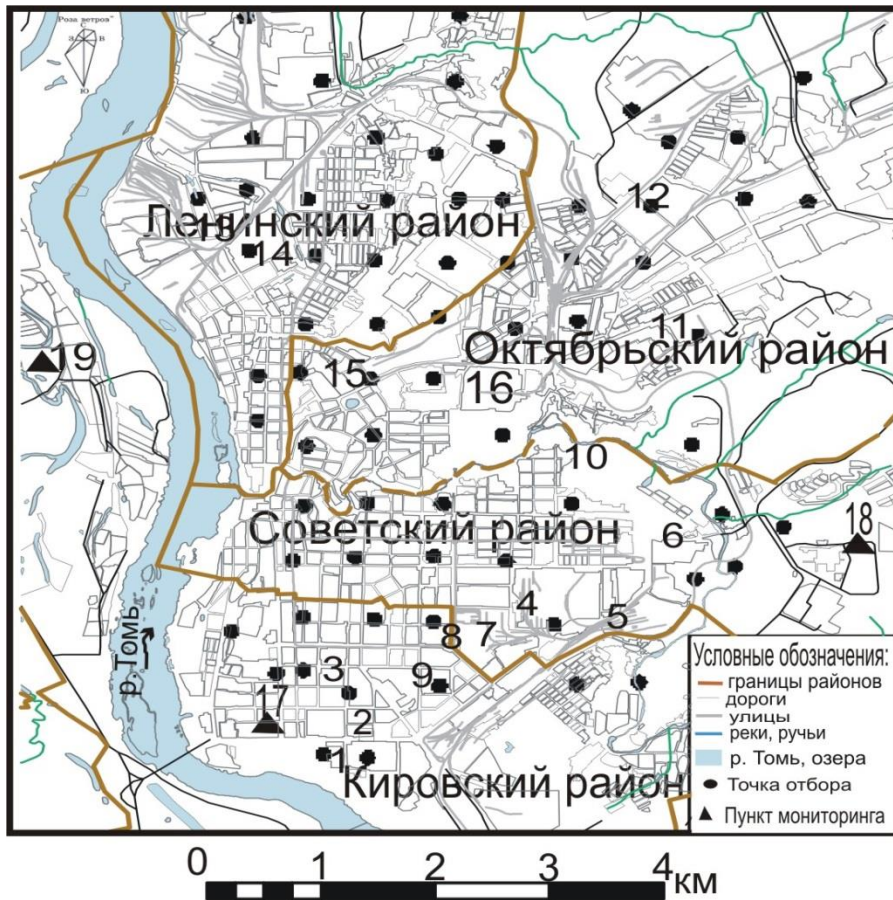 Роза ветров
С
З В
Ю
12
Ленинский район
13
14
11
Октябрьский район
19
15
16
10
Советский район
6
18
4
5
8
7
р.Томь
3
9
17
2
1
Кировский район
Условные обозначения:
границы районов
дороги
улицы
реки, ручьи
р. Томь, озера
Точка отбора
Пункт мониторинга
0 1 2 3 4 км